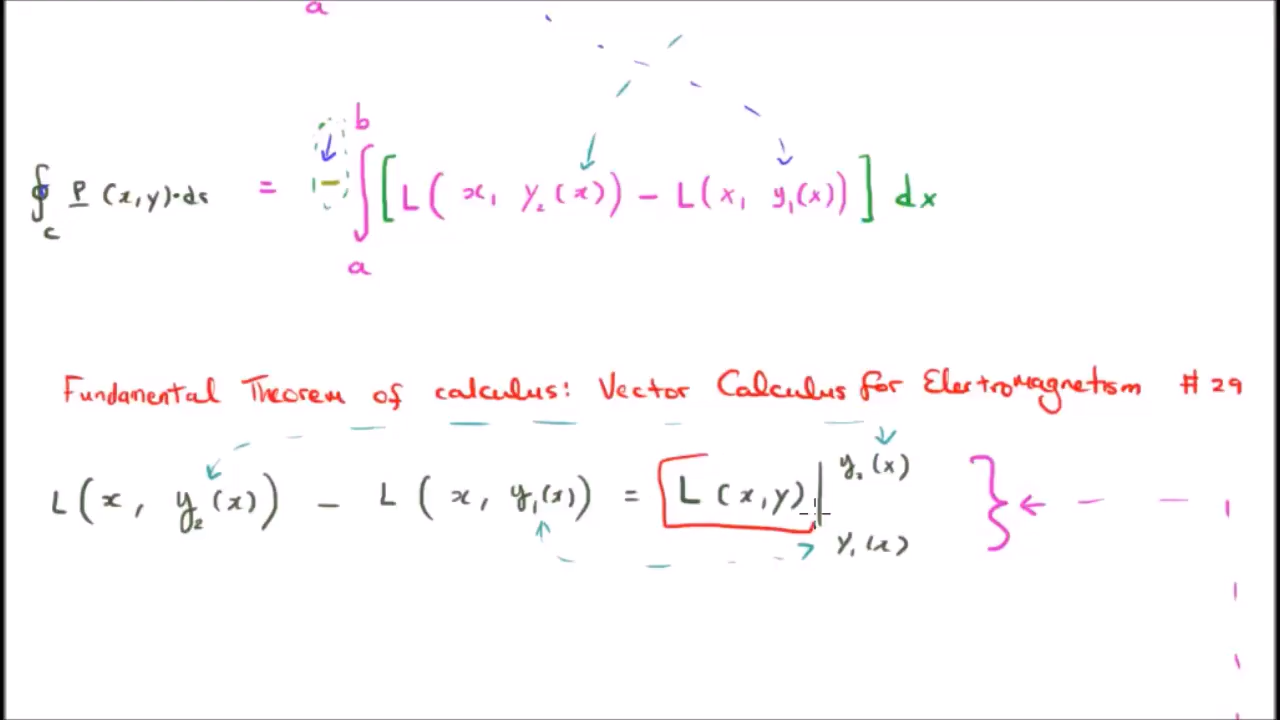 a
b
∮ P (x,y)·ds = - ∫ [ L( x, y₂(x)) - L(x, y₁(x)) ] dx
c
a
Fundamental Theorem of calculus: Vector Calculus for Electromagnetism #29
L(x, y₂(x)) - L(x, y₁(x)) = L(x,y) | y₂(x)
y₁(x)